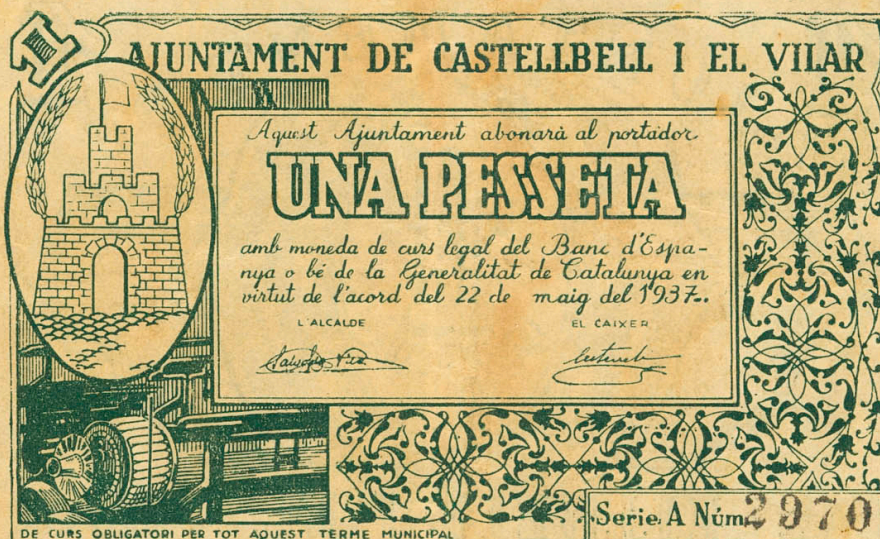 1
AJUNTAMENT DE CASTELLBELL I EL VILAR
Aquest Ajuntament abonarà al portador
UNA PESSETA
amb moneda de curs legal del Banc d'Espa-
nya o bé de la Generalitat de Catalunya en
virtut de l'acord del 22 de maig del 1937..
L'ALCALDE EL CAIXER
Serie A Núm. 2970
DE CURS OBLIGATORI PER TOT AQUEST TERME MUNICIPAL